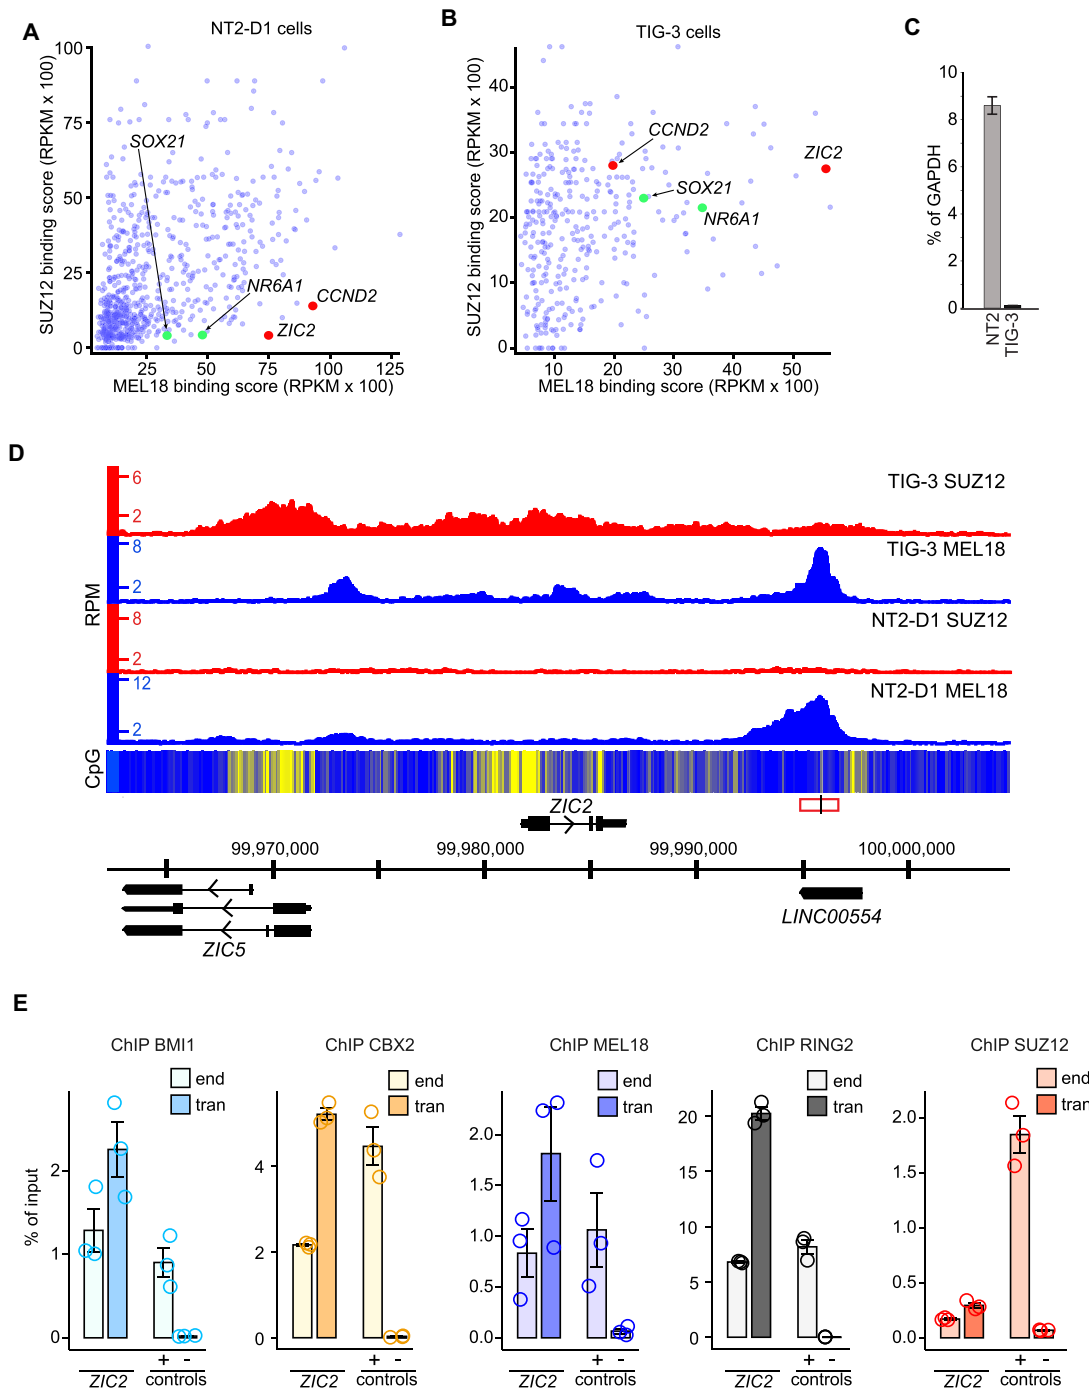 A
NT2-D1 cells
SUZ12 binding score (RPKM x 100)
100
75
50
25
0
SOX21
NR6A1
CCND2
ZIC2
25
50
75
100
125
MEL18 binding score (RPKM x 100)
B
TIG-3 cells
SUZ12 binding score (RPKM x 100)
40
30
20
10
0
CCND2
ZIC2
SOX21
NR6A1
10
20
30
40
50
MEL18 binding score (RPKM x 100)
C
% of GAPDH
10
8
6
4
2
0
NT2
TIG-3
D
RPM
6
2
TIG-3 SUZ12
8
2
TIG-3 MEL18
8
2
NT2-D1 SUZ12
12
2
NT2-D1 MEL18
CpG
ZIC2
99,970,000
99,980,000
99,990,000
100,000,000
ZIC5
LINC00554
E
% of input
ChIP BMI1
end
tran
2
1
0
+ -
ZIC2 controls
ChIP CBX2
end
tran
4
2
0
+ -
ZIC2 controls
ChIP MEL18
end
tran
2.0
1.5
1.0
0.5
0.0
+ -
ZIC2 controls
ChIP RING2
end
tran
20
15
10
5
0
+ -
ZIC2 controls
ChIP SUZ12
end
tran
2.0
1.5
1.0
0.5
0.0
+ -
ZIC2 controls